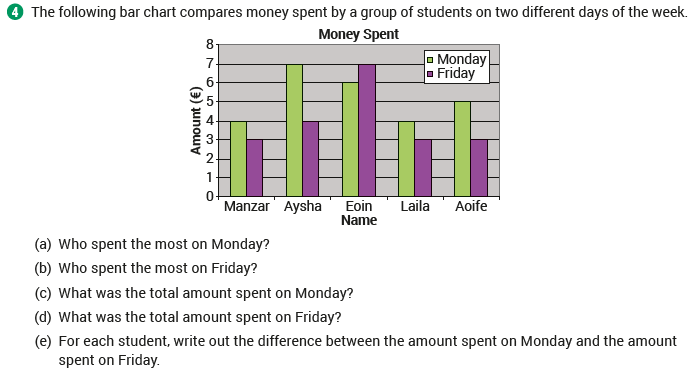 4 The following bar chart compares money spent by a group of students on two different days of the week.
Money Spent
Monday
Friday
Amount (€)
8
7
6
5
4
3
2
1
0
Manzar Aysha Eoin Laila Aoife
Name
(a) Who spent the most on Monday?
(b) Who spent the most on Friday?
(c) What was the total amount spent on Monday?
(d) What was the total amount spent on Friday?
(e) For each student, write out the difference between the amount spent on Monday and the amount
spent on Friday.